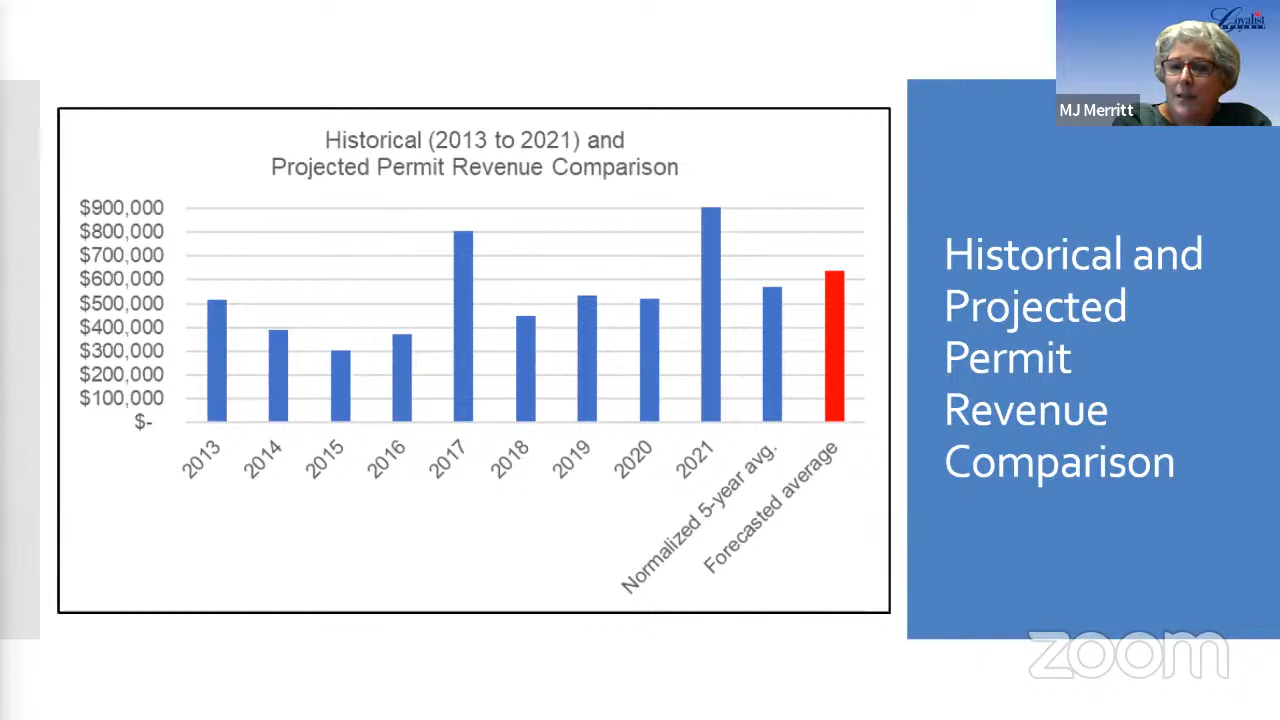 Loyalist
MJ Merritt
Historical (2013 to 2021) and
Projected Permit Revenue Comparison
$900,000
$800,000
$700,000
$600,000
$500,000
$400,000
$300,000
$200,000
$100,000
$-
2013
2014
2015
2016
2017
2018
2019
2020
2021
Normalized 5-year avg.
Forecasted average
Historical and
Projected
Permit
Revenue
Comparison
zoom